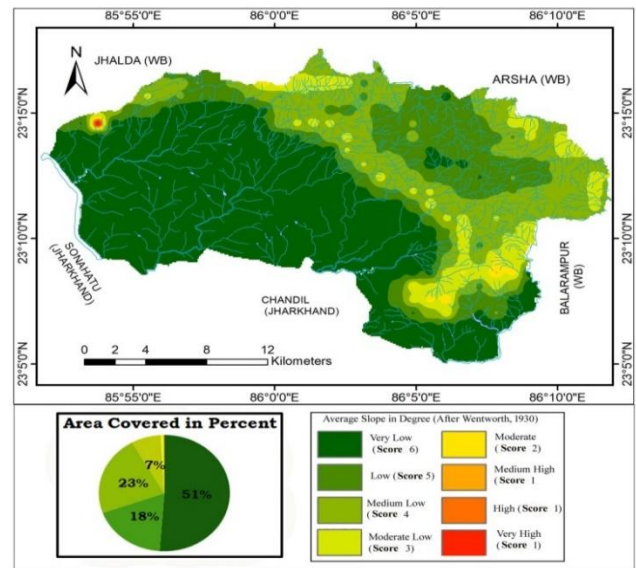 85°55'0"E 86°0'0"E 86°5'0"E 86°10'0"E
N
JHALDA (WB)
ARSHA (WB)
23°15'0"N
23°15'0"N
23°10'0"N
23°10'0"N
SONAHATU
(JHARKHAND)
CHANDIL
(JHARKHAND)
BALARAMPUR
(WB)
23°5'0"N
23°5'0"N
0 2 4 8 12
Kilometers
85°55'0"E 86°0'0"E 86°5'0"E 86°10'0"E
Area Covered in Percent
7%
23%
51%
18%
Average Slope in Degree (After Wentworth, 1930)
Very Low
(Score 6)
Low (Score 5)
Medium Low
(Score 4
Moderate Low
(Score 3)
Moderate
(Score 2)
Medium High
(Score 1
High (Score 1)
Very High
(Score 1)